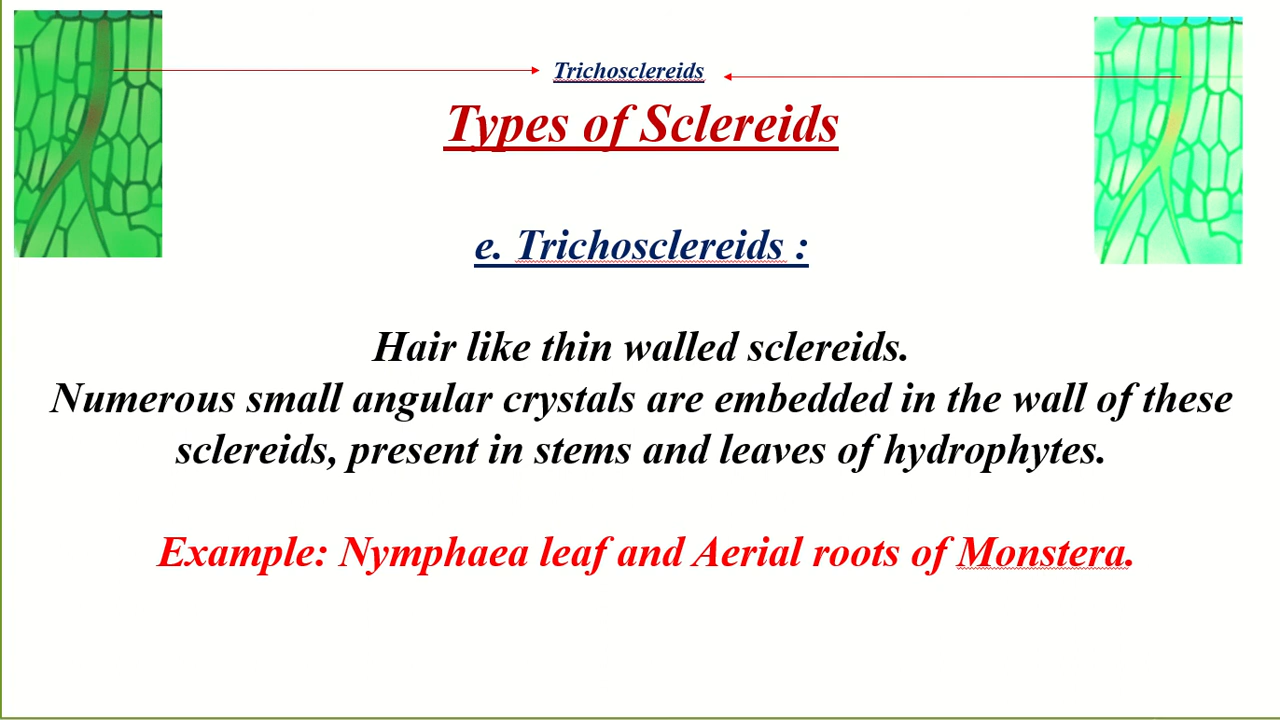 Trichosclereids
Types of Sclereids
e. Trichosclereids :
Hair like thin walled sclereids.
Numerous small angular crystals are embedded in the wall of these
sclereids, present in stems and leaves of hydrophytes.
Example: Nymphaea leaf and Aerial roots of Monstera.